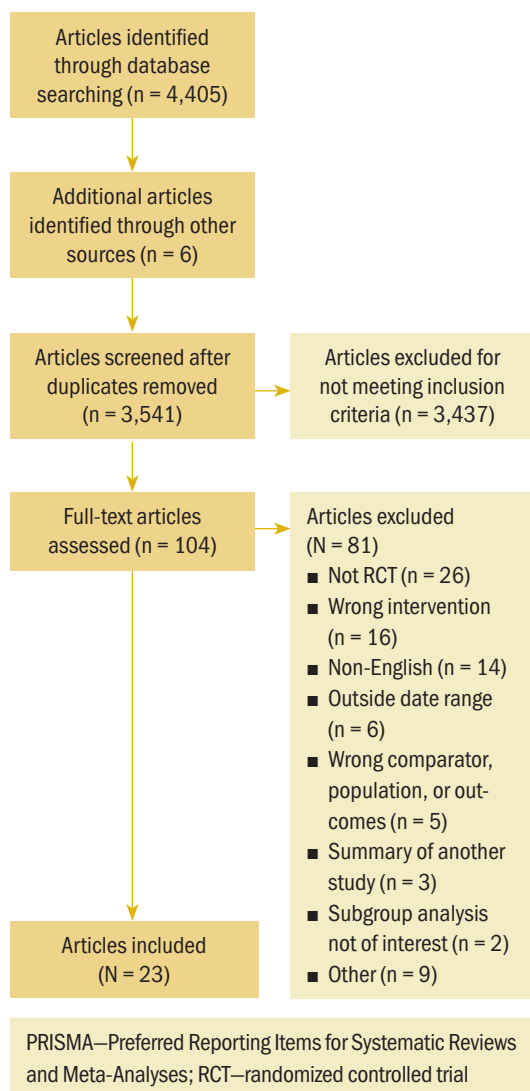 Articles identified
through database
searching (n = 4,405)
Additional articles
identified through other
sources (n = 6)
Articles screened after
duplicates removed
(n = 3,541)
Articles excluded for
not meeting inclusion
criteria (n = 3,437)
Full-text articles
assessed (n = 104)
Articles excluded
(N = 81)
■ Not RCT (n = 26)
■ Wrong intervention
(n = 16)
■ Non-English (n = 14)
■ Outside date range
(n = 6)
■ Wrong comparator,
population, or out-
comes (n = 5)
■ Summary of another
study (n = 3)
■ Subgroup analysis
not of interest (n = 2)
■ Other (n = 9)
Articles included
(N = 23)
PRISMA—Preferred Reporting Items for Systematic Reviews
and Meta-Analyses; RCT—randomized controlled trial